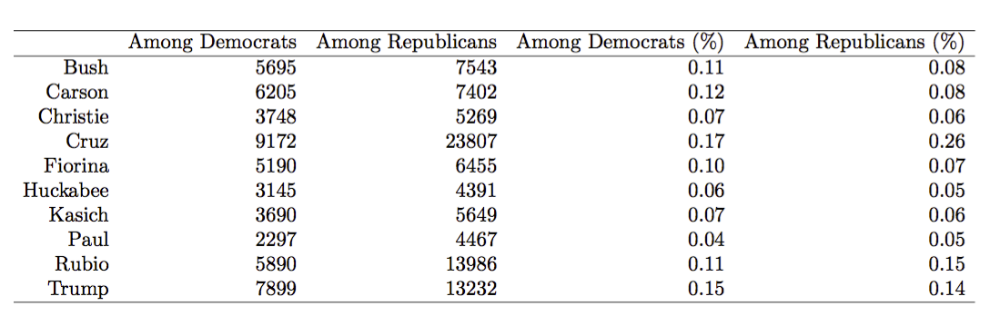 Among Democrats Among Republicans Among Democrats (%) Among Republicans (%)
Bush 5695 7543 0.11 0.08
Carson 6205 7402 0.12 0.08
Christie 3748 5269 0.07 0.06
Cruz 9172 23807 0.17 0.26
Fiorina 5190 6455 0.10 0.07
Huckabee 3145 4391 0.06 0.05
Kasich 3690 5649 0.07 0.06
Paul 2297 4467 0.04 0.05
Rubio 5890 13986 0.11 0.15
Trump 7899 13232 0.15 0.14